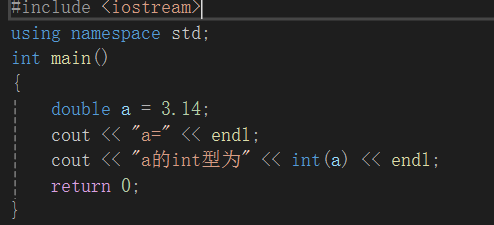 #include <iostream>
using namespace std;
int main()
{
double a = 3.14;
cout << "a=" << endl;
cout << "a的int型为" << int(a) << endl;
return 0;
}